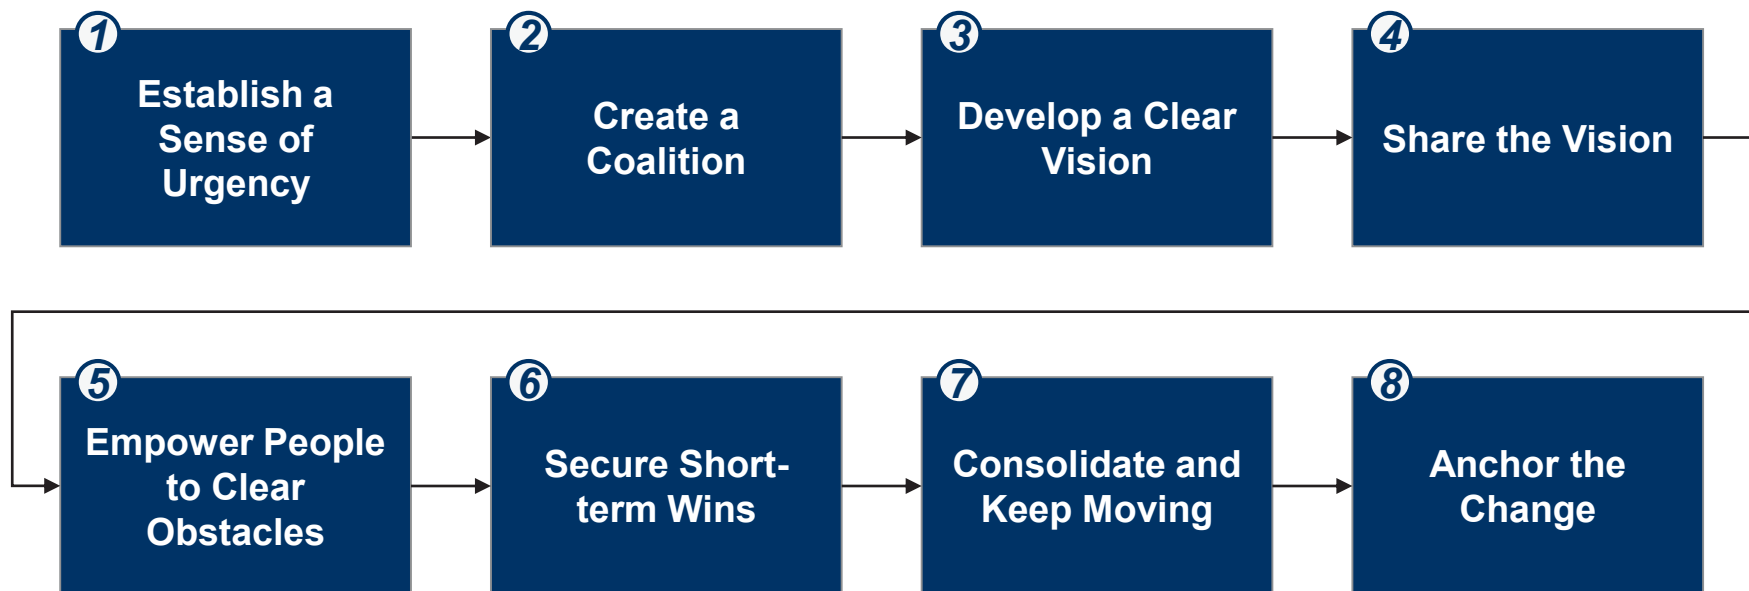 1
Establish a
Sense of
Urgency
2
Create a
Coalition
3
Develop a Clear
Vision
4
Share the Vision
5
Empower People
to Clear
Obstacles
6
Secure Short-
term Wins
7
Consolidate and
Keep Moving
8
Anchor the
Change